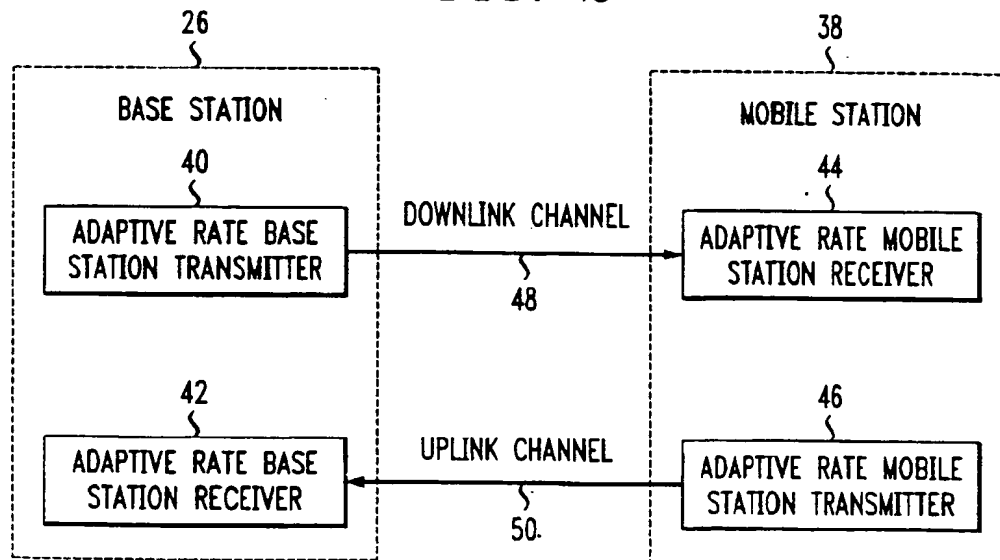 26
38
BASE STATION
MOBILE STATION
40
44
ADAPTIVE RATE BASE
STATION TRANSMITTER
DOWNLINK CHANNEL
48
ADAPTIVE RATE MOBILE
STATION RECEIVER
42
46
ADAPTIVE RATE BASE
STATION RECEIVER
UPLINK CHANNEL
50
ADAPTIVE RATE MOBILE
STATION TRANSMITTER